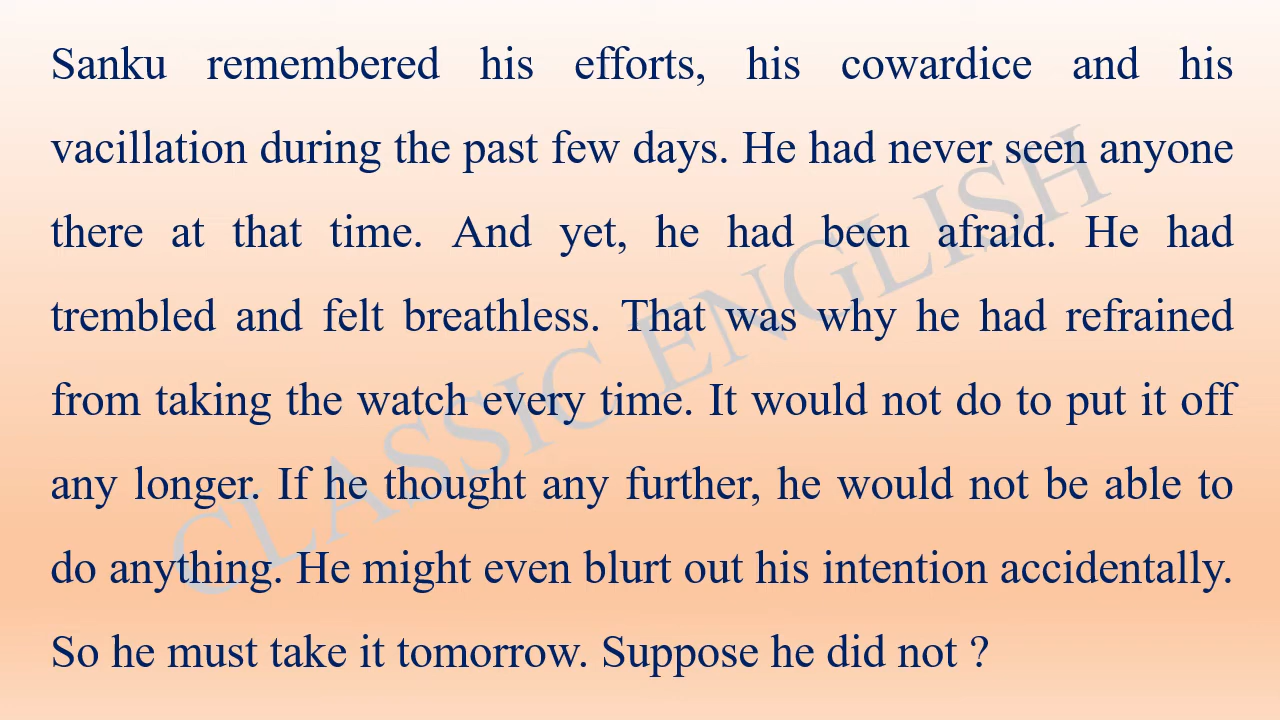 Sanku remembered his efforts, his cowardice and his
vacillation during the past few days. He had never seen anyone
there at that time. And yet, he had been afraid. He had
trembled and felt breathless. That was why he had refrained
from taking the watch every time. It would not do to put it off
any longer. If he thought any further, he would not be able to
do anything. He might even blurt out his intention accidentally.
So he must take it tomorrow. Suppose he did not ?
CLASSIC ENGLISH